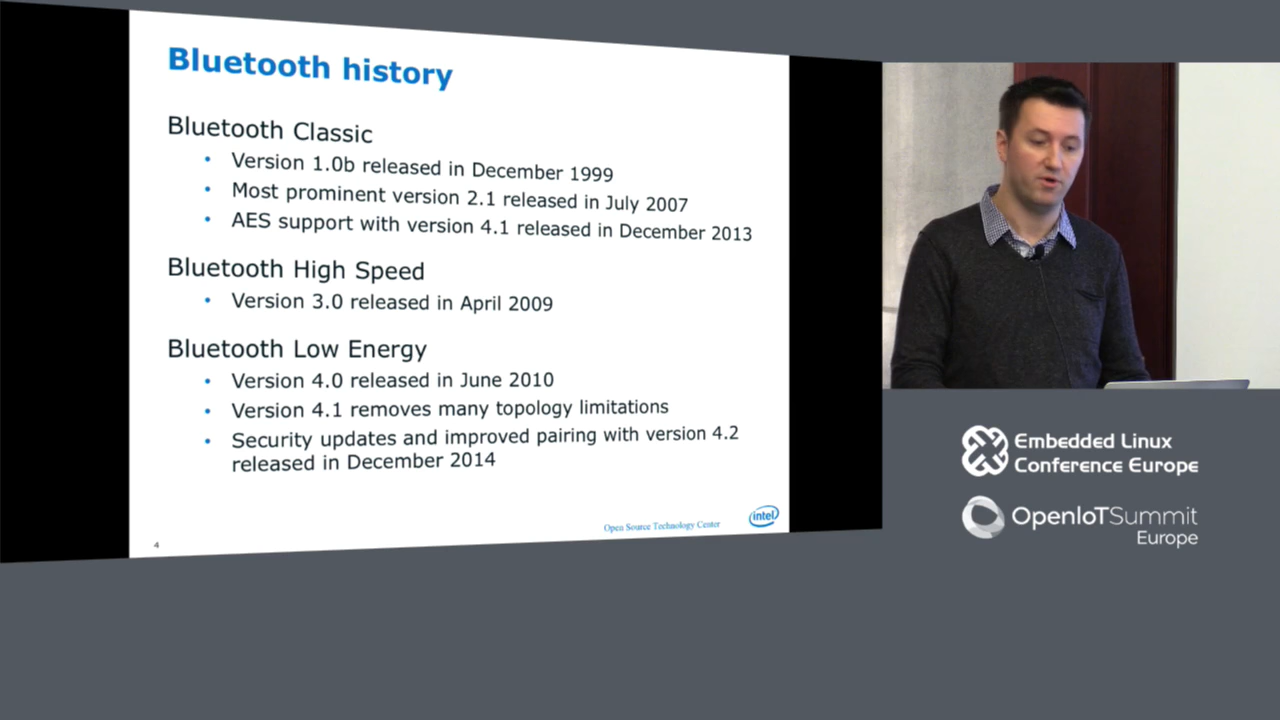 Bluetooth history
Bluetooth Classic
• Version 1.0b released in December 1999
• Most prominent version 2.1 released in July 2007
• AES support with version 4.1 released in December 2013
Bluetooth High Speed
• Version 3.0 released in April 2009
Bluetooth Low Energy
• Version 4.0 released in June 2010
• Version 4.1 removes many topology limitations
• Security updates and improved pairing with version 4.2
released in December 2014
Open Source Technology Center
intel
4
Embedded Linux
Conference Europe
OpenIoTSummit
Europe